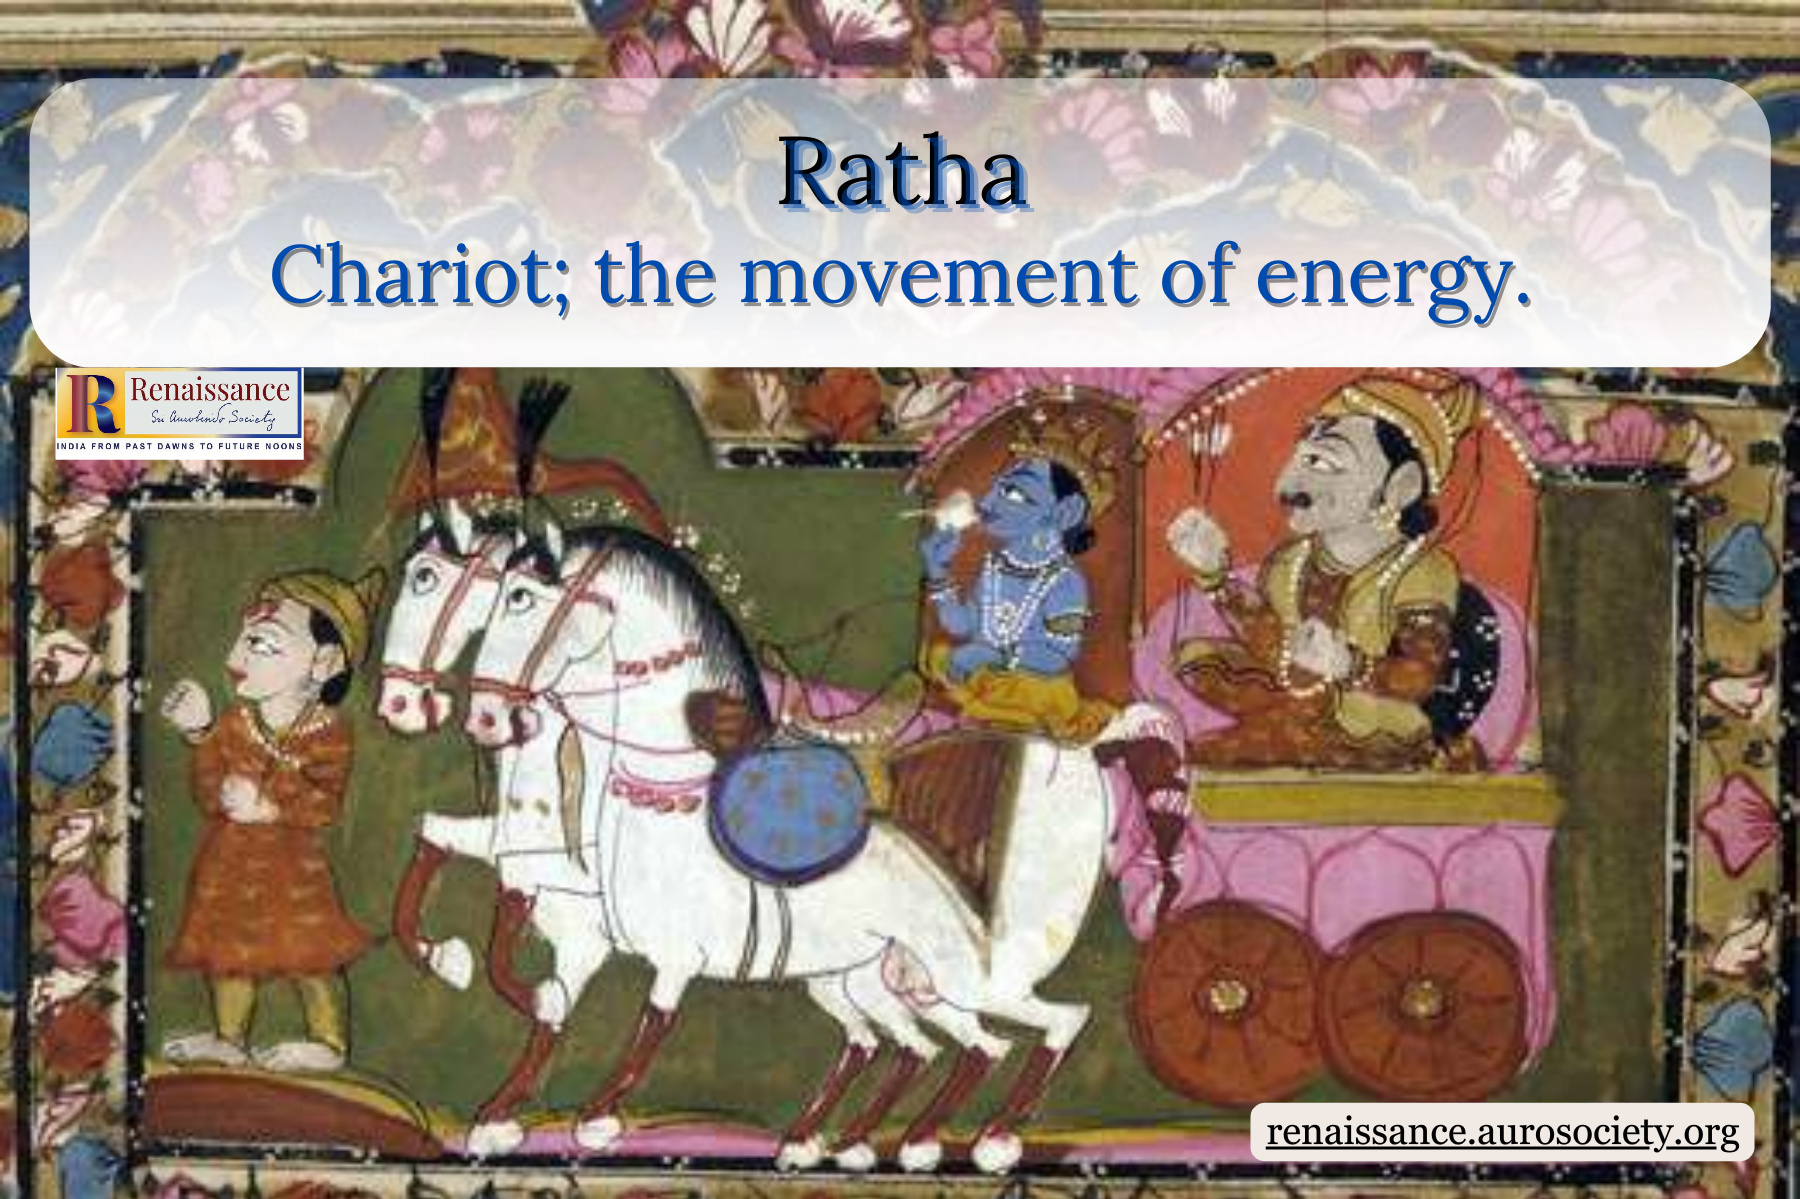 Ratha
Chariot; the movement of energy.
R Renaissance
Sri Aurobindo Society
INDIA FROM PAST DAWNS TO FUTURE NOONS
renaissance.aurosociety.org